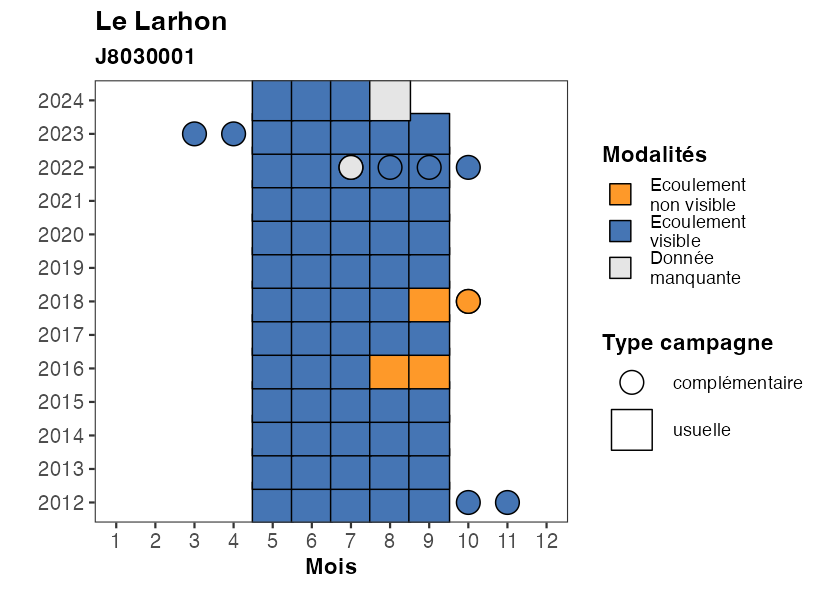 Le Larhon
J8030001
2024
2023
2022
2021
2020
2019
2018
2017
2016
2015
2014
2013
2012
1 2 3 4 5 6 7 8 9 10 11 12
Mois
Modalités
Ecoulement
non visible
Ecoulement
visible
Donnée
manquante
Type campagne
complémentaire
usuelle